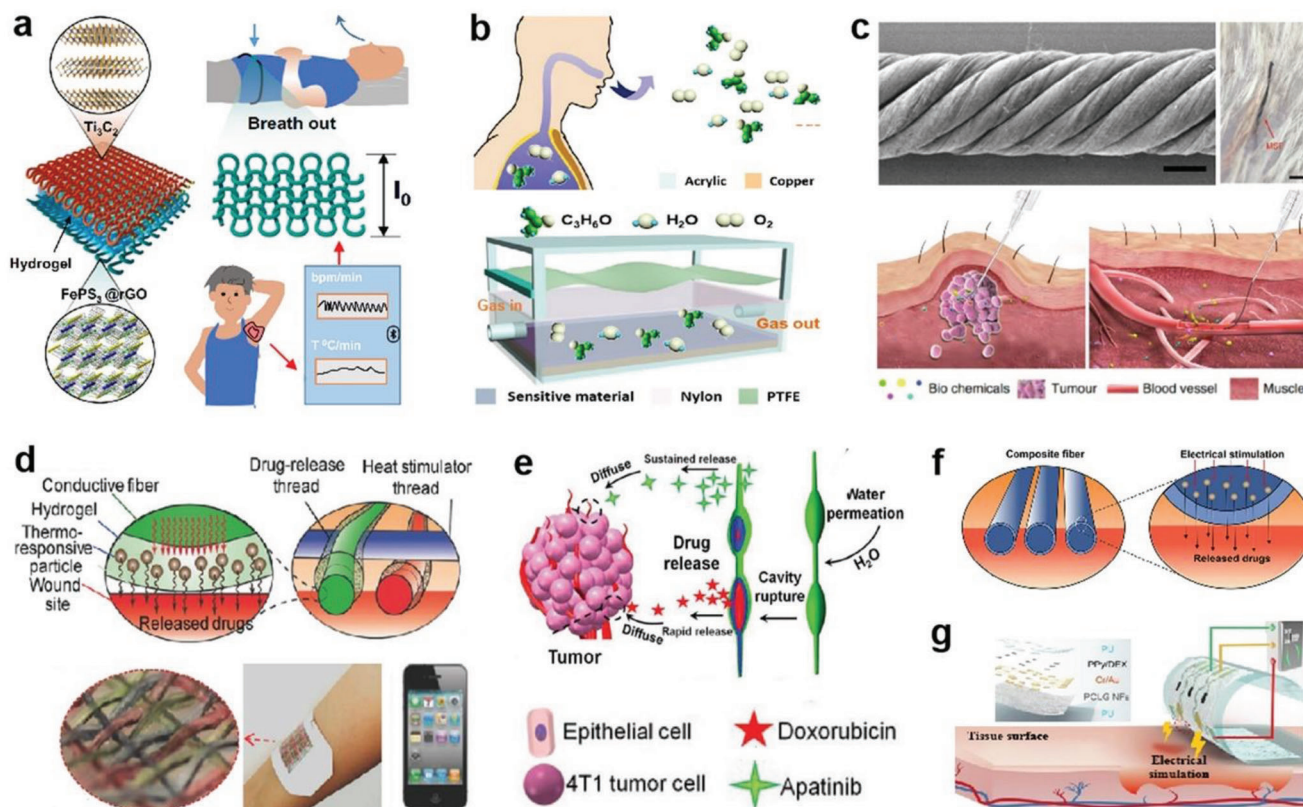 a
Ti₃C₂
Breath out
l₀
Hydrogel
FePS₃@rGO
bpm/min
T ⁰C/min
b
Acrylic
Copper
C₃H₆O
H₂O
O₂
Gas in
Gas out
Sensitive material
Nylon
PTFE
c
Bio chemicals
Tumour
Blood vessel
Muscle
d
Conductive fiber
Hydrogel
Thermo-
responsive
particle
Wound
site
Released drugs
Drug-release
thread
Heat stimulator
thread
e
Diffuse
Sustained release
Water
permeation
H₂O
Drug
release
Cavity
rupture
Diffuse
Rapid release
Tumor
Epithelial cell
Doxorubicin
4T1 tumor cell
Apatinib
f
Composite fiber
Electrical stimulation
Released drugs
g
PU
PPy/DEX
Cr/Au
PCLG NFs
PU
Tissue surface
Electrical
simulation